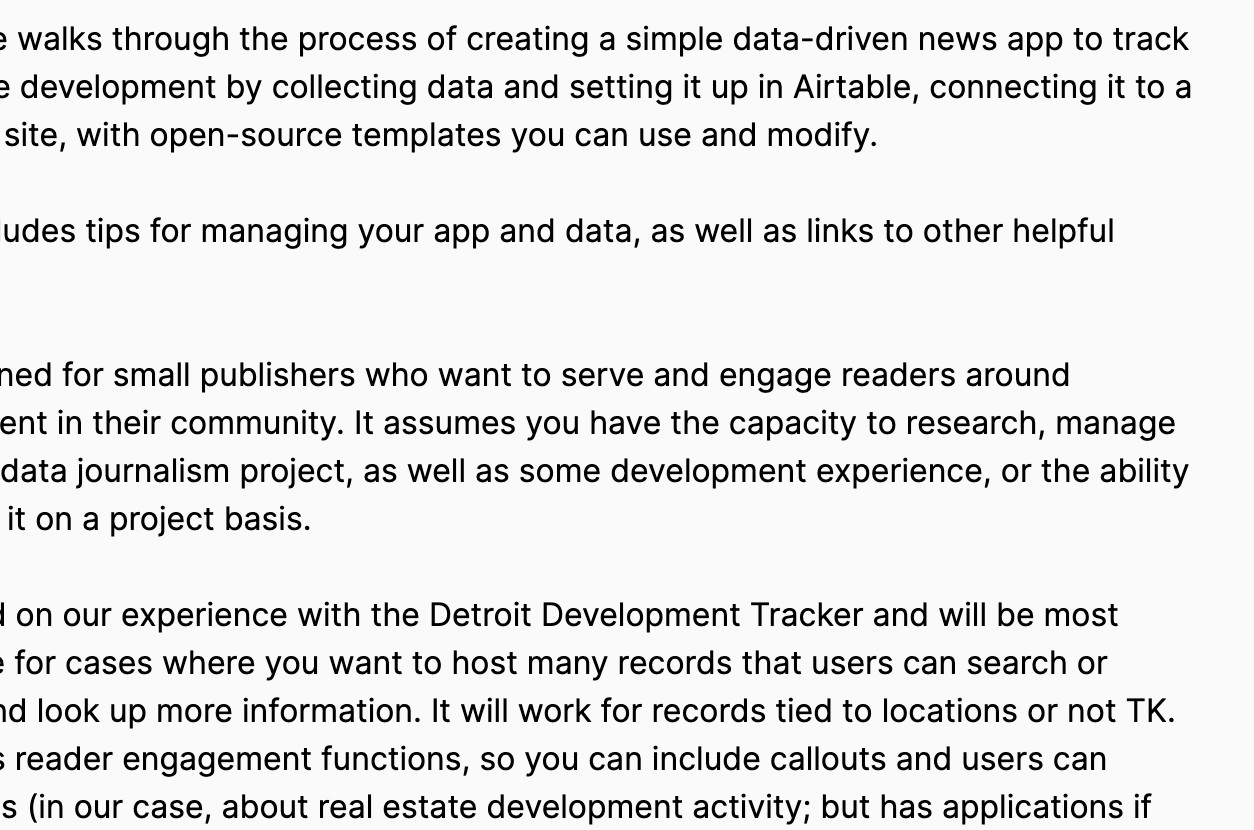 walks through the process of creating a simple data-driven news app to track
development by collecting data and setting it up in Airtable, connecting it to a
site, with open-source templates you can use and modify.
tips for managing your app and data, as well as links to other helpful
for small publishers who want to serve and engage readers around
in their community. It assumes you have the capacity to research, manage
data journalism project, as well as some development experience, or the ability
it on a project basis.
on our experience with the Detroit Development Tracker and will be most
for cases where you want to host many records that users can search or
look up more information. It will work for records tied to locations or not TK.
reader engagement functions, so you can include callouts and users can
(in our case, about real estate development activity; but has applications if